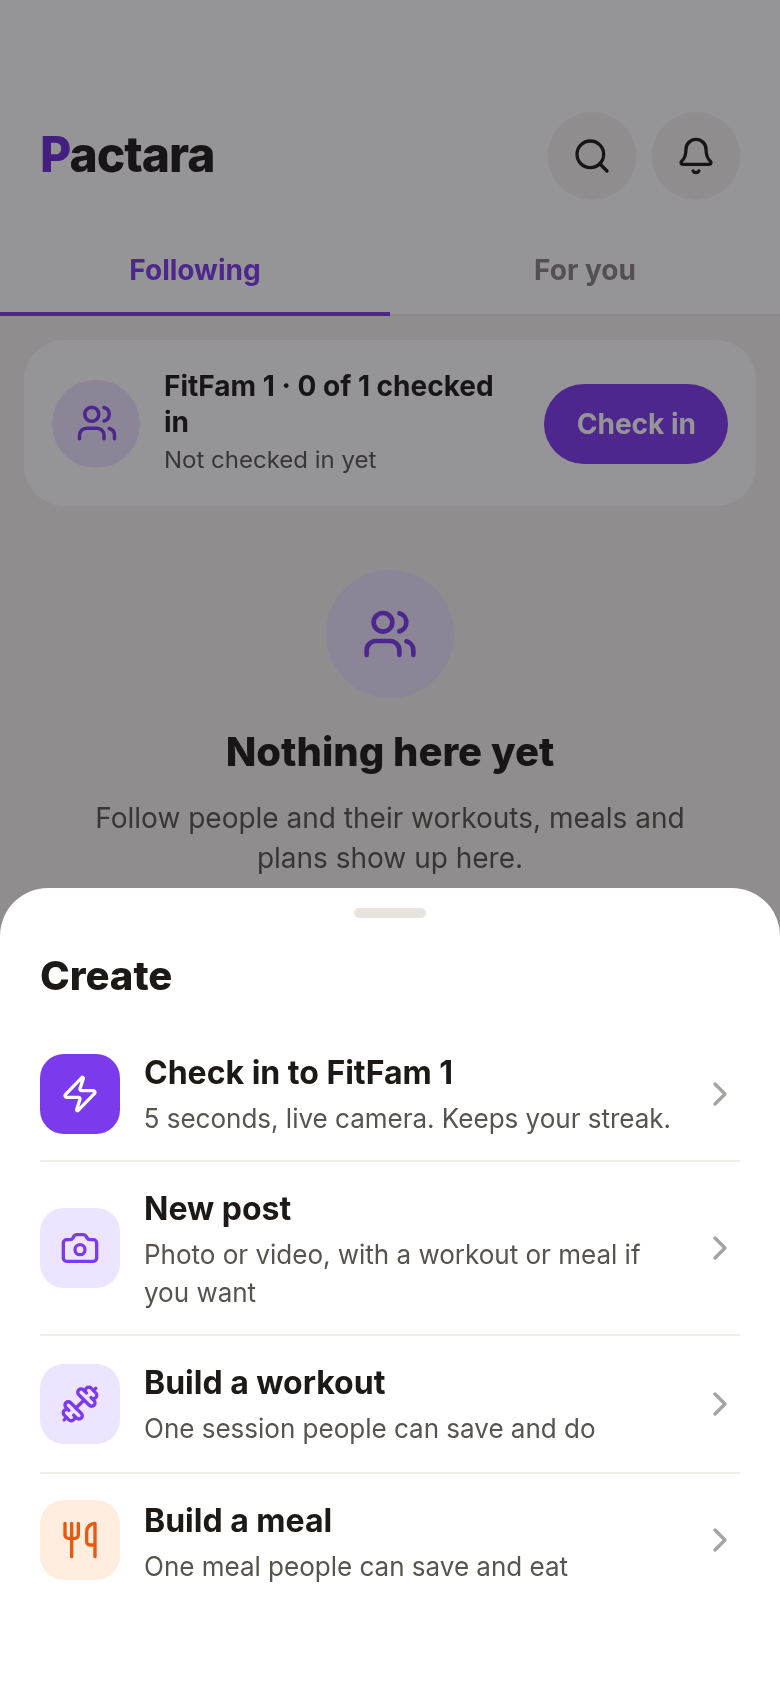 Pactara
Following
For you
FitFam 1 · 0 of 1 checked
in
Not checked in yet
Check in
Nothing here yet
Follow people and their workouts, meals and
plans show up here.
Create
Check in to FitFam 1
5 seconds, live camera. Keeps your streak.
New post
Photo or video, with a workout or meal if
you want
Build a workout
One session people can save and do
Build a meal
One meal people can save and eat